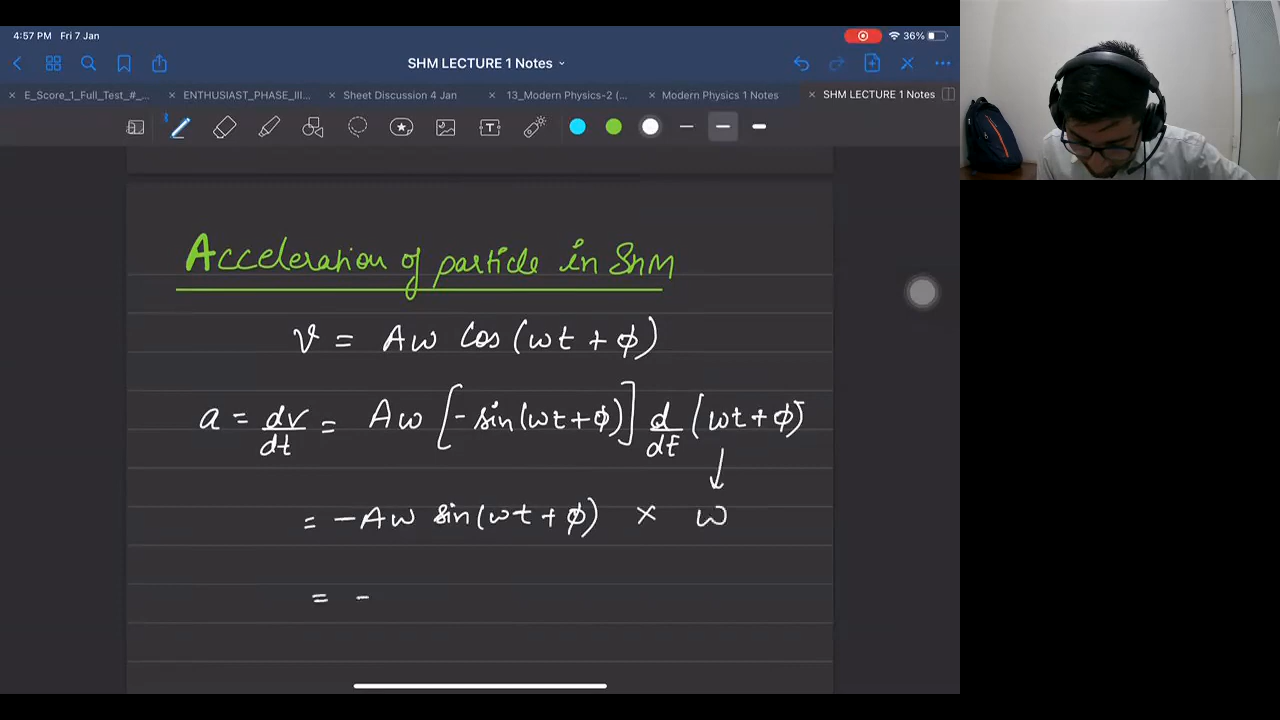 4:57 PM Fri 7 Jan
36%
SHM LECTURE 1 Notes
E_Score_1_Full_Test_#_...
ENTHUSIAST_PHASE_III...
Sheet Discussion 4 Jan
13_Modern Physics-2 (...
Modern Physics 1 Notes
SHM LECTURE 1 Notes
Acceleration of particle in ShM
v = Aω Cos(ωt + φ)
a = dv/dt = Aω [-sin(ωt+φ)] d/dt (ωt + φ)
↓
= -Aω sin(ωt + φ) × ω
= -